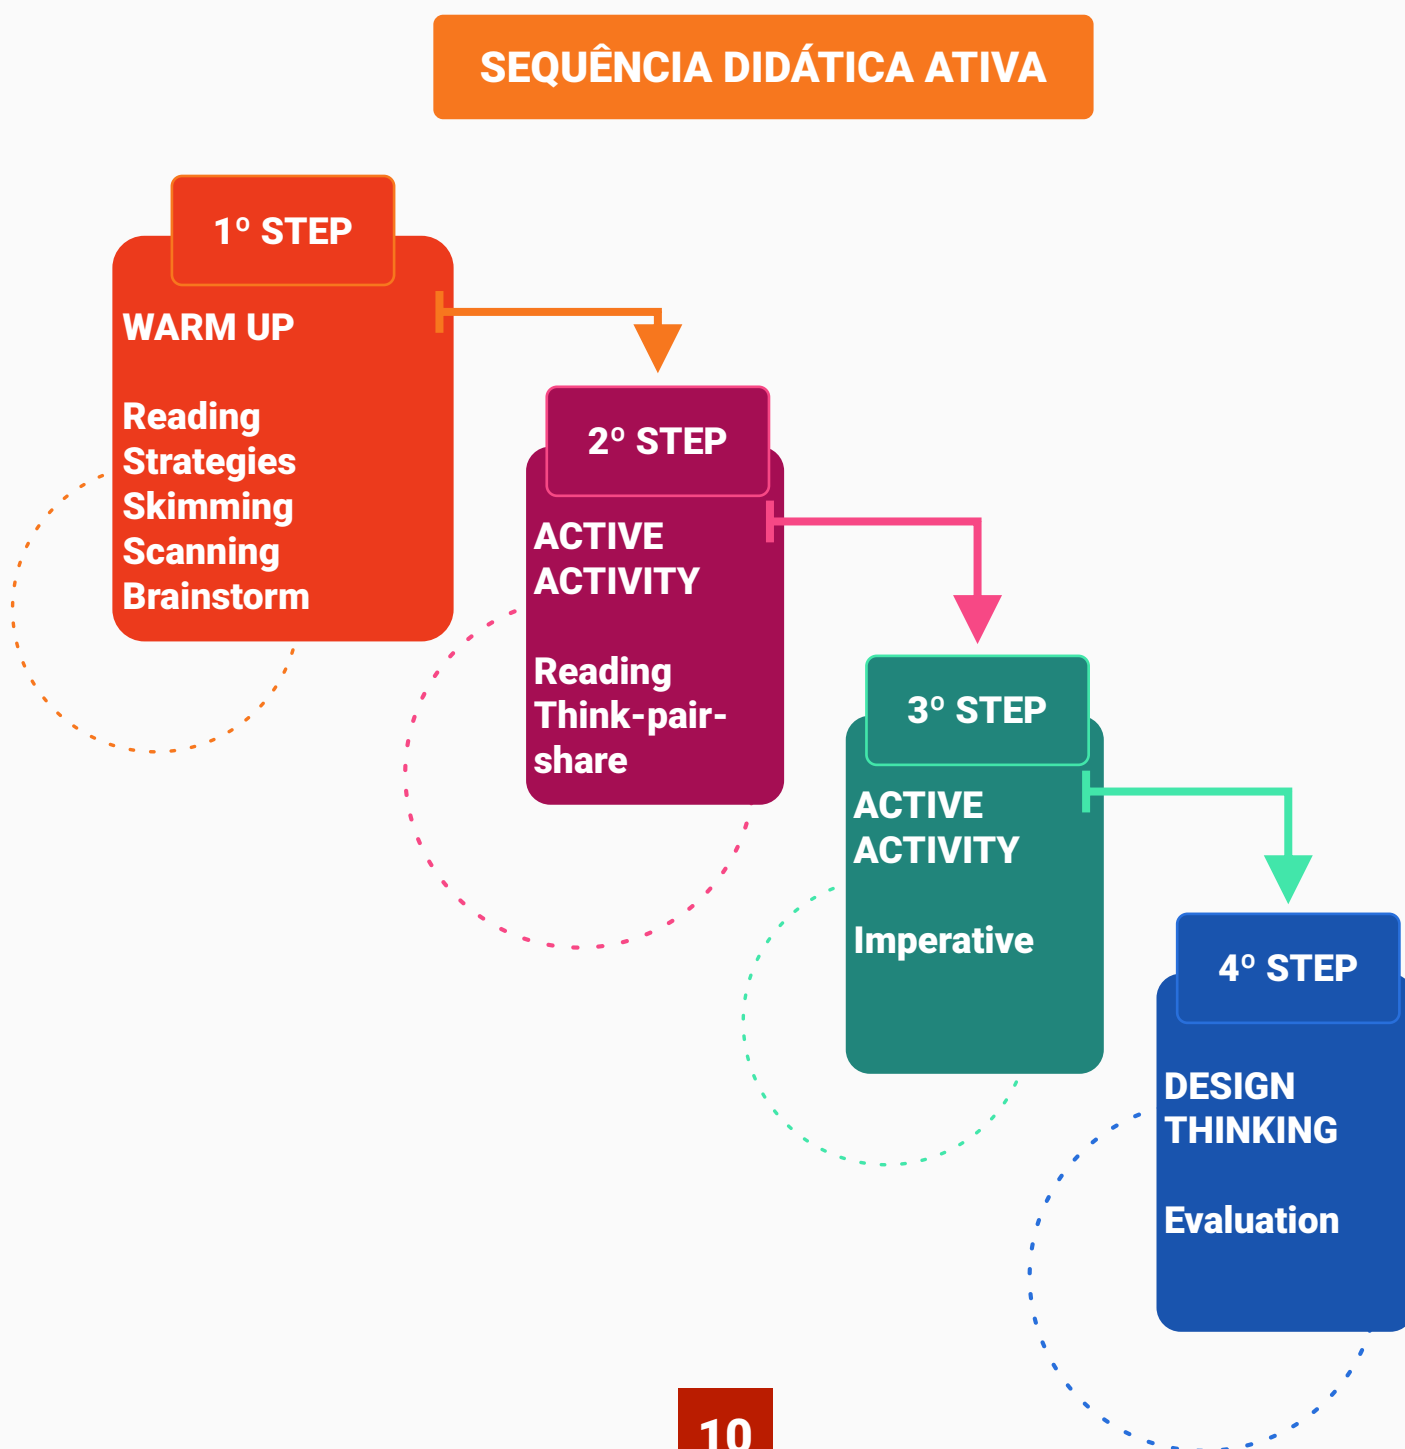 SEQUÊNCIA DIDÁTICA ATIVA
1º STEP
WARM UP
Reading
Strategies
Skimming
Scanning
Brainstorm
2º STEP
ACTIVE
ACTIVITY
Reading
Think-pair-
share
3º STEP
ACTIVE
ACTIVITY
Imperative
4º STEP
DESIGN
THINKING
Evaluation
10